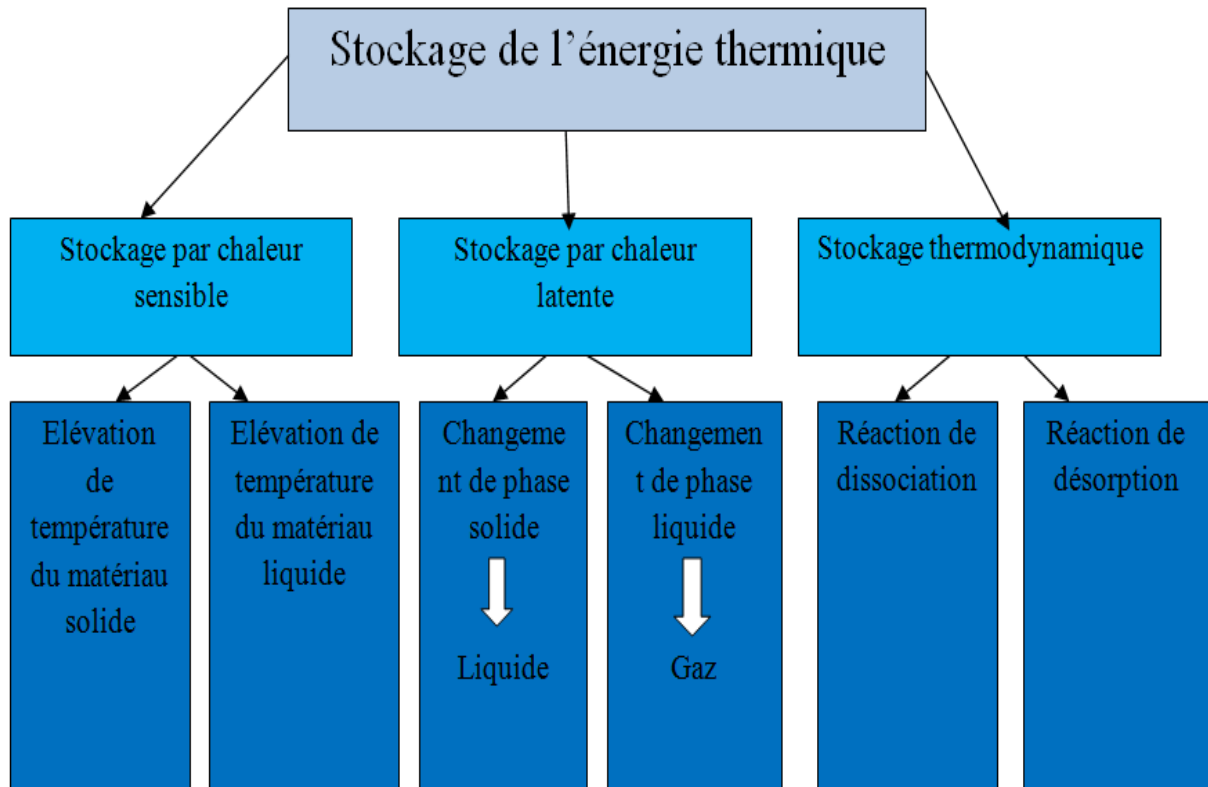 Stockage de l’énergie thermique
Stockage par chaleur
sensible
Stockage par chaleur
latente
Stockage thermodynamique
Elévation
de
température
du matériau
solide
Elévation de
température
du matériau
liquide
Changeme
nt de phase
solide
Liquide
Changemen
t de phase
liquide
Gaz
Réaction de
dissociation
Réaction de
désorption